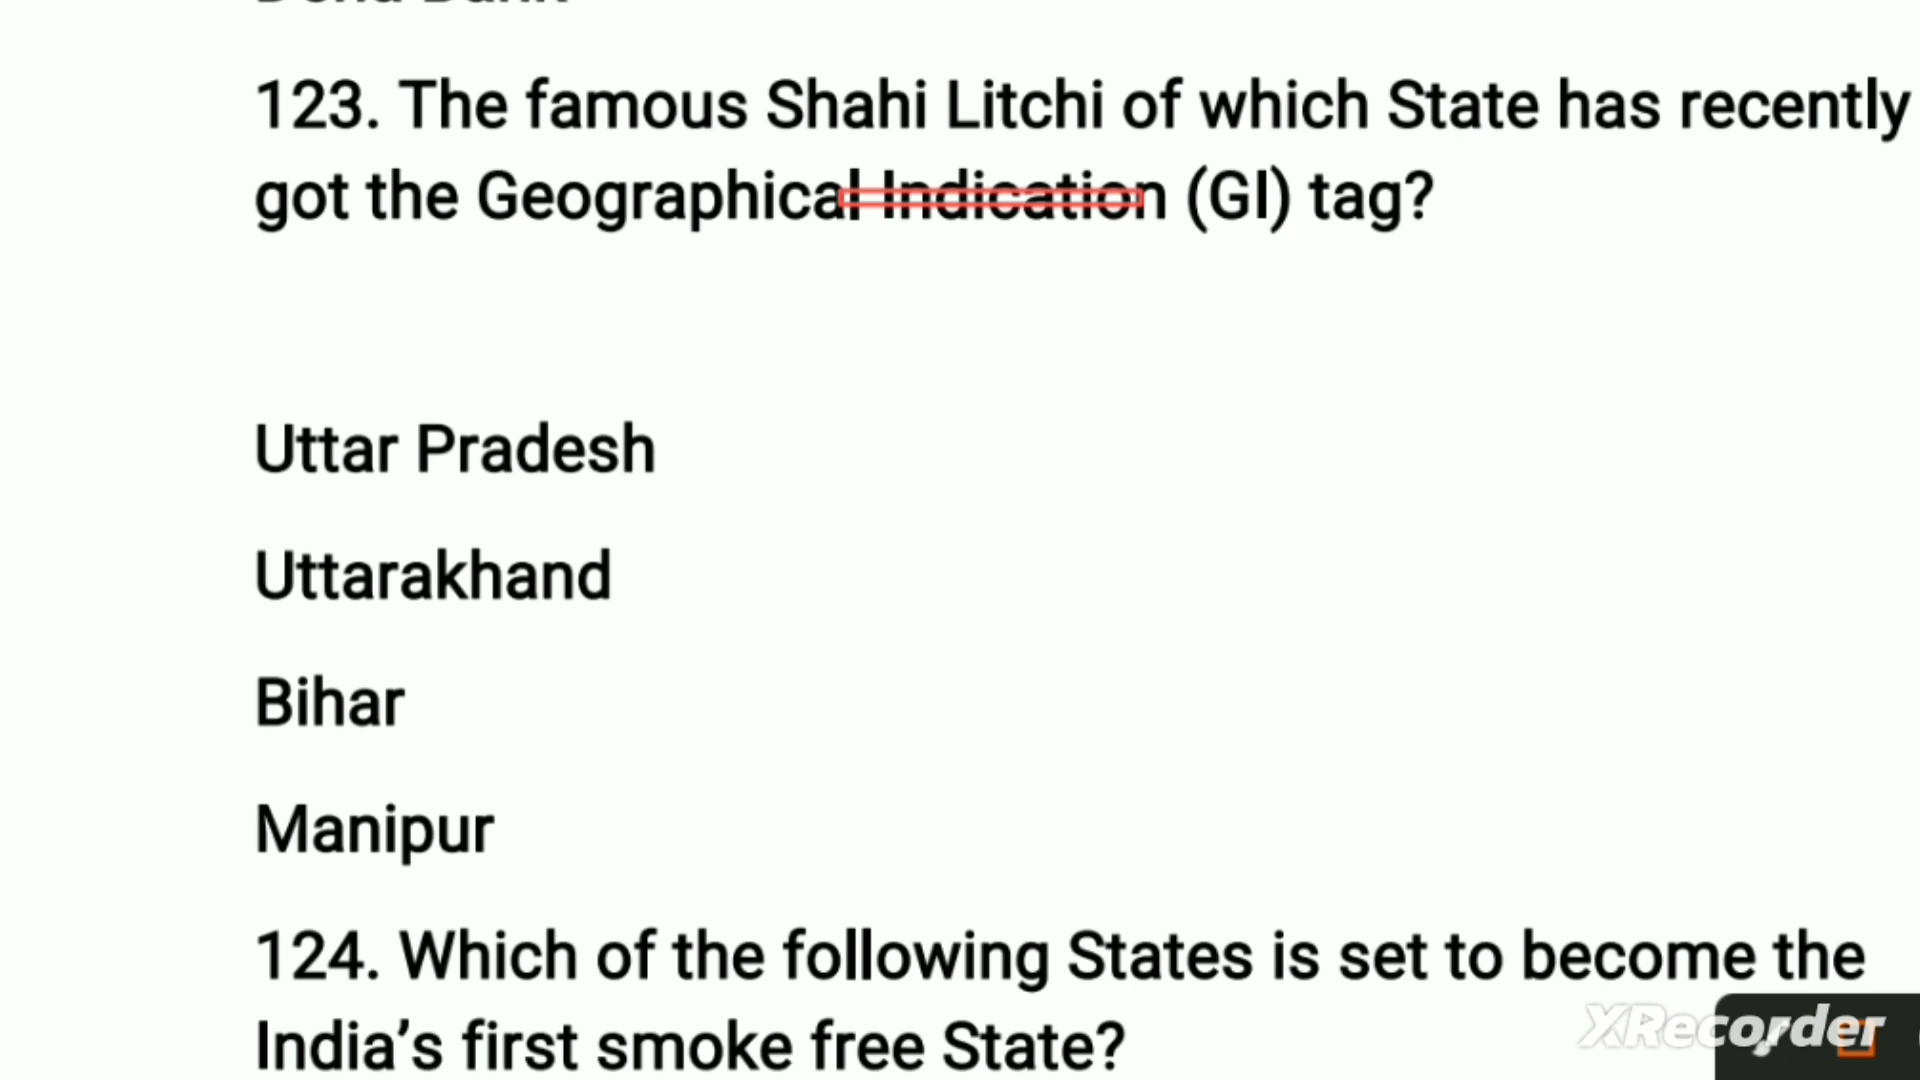 123. The famous Shahi Litchi of which State has recently
got the Geographical Indication (GI) tag?
Uttar Pradesh
Uttarakhand
Bihar
Manipur
124. Which of the following States is set to become the
India’s first smoke free State?
XRecorder